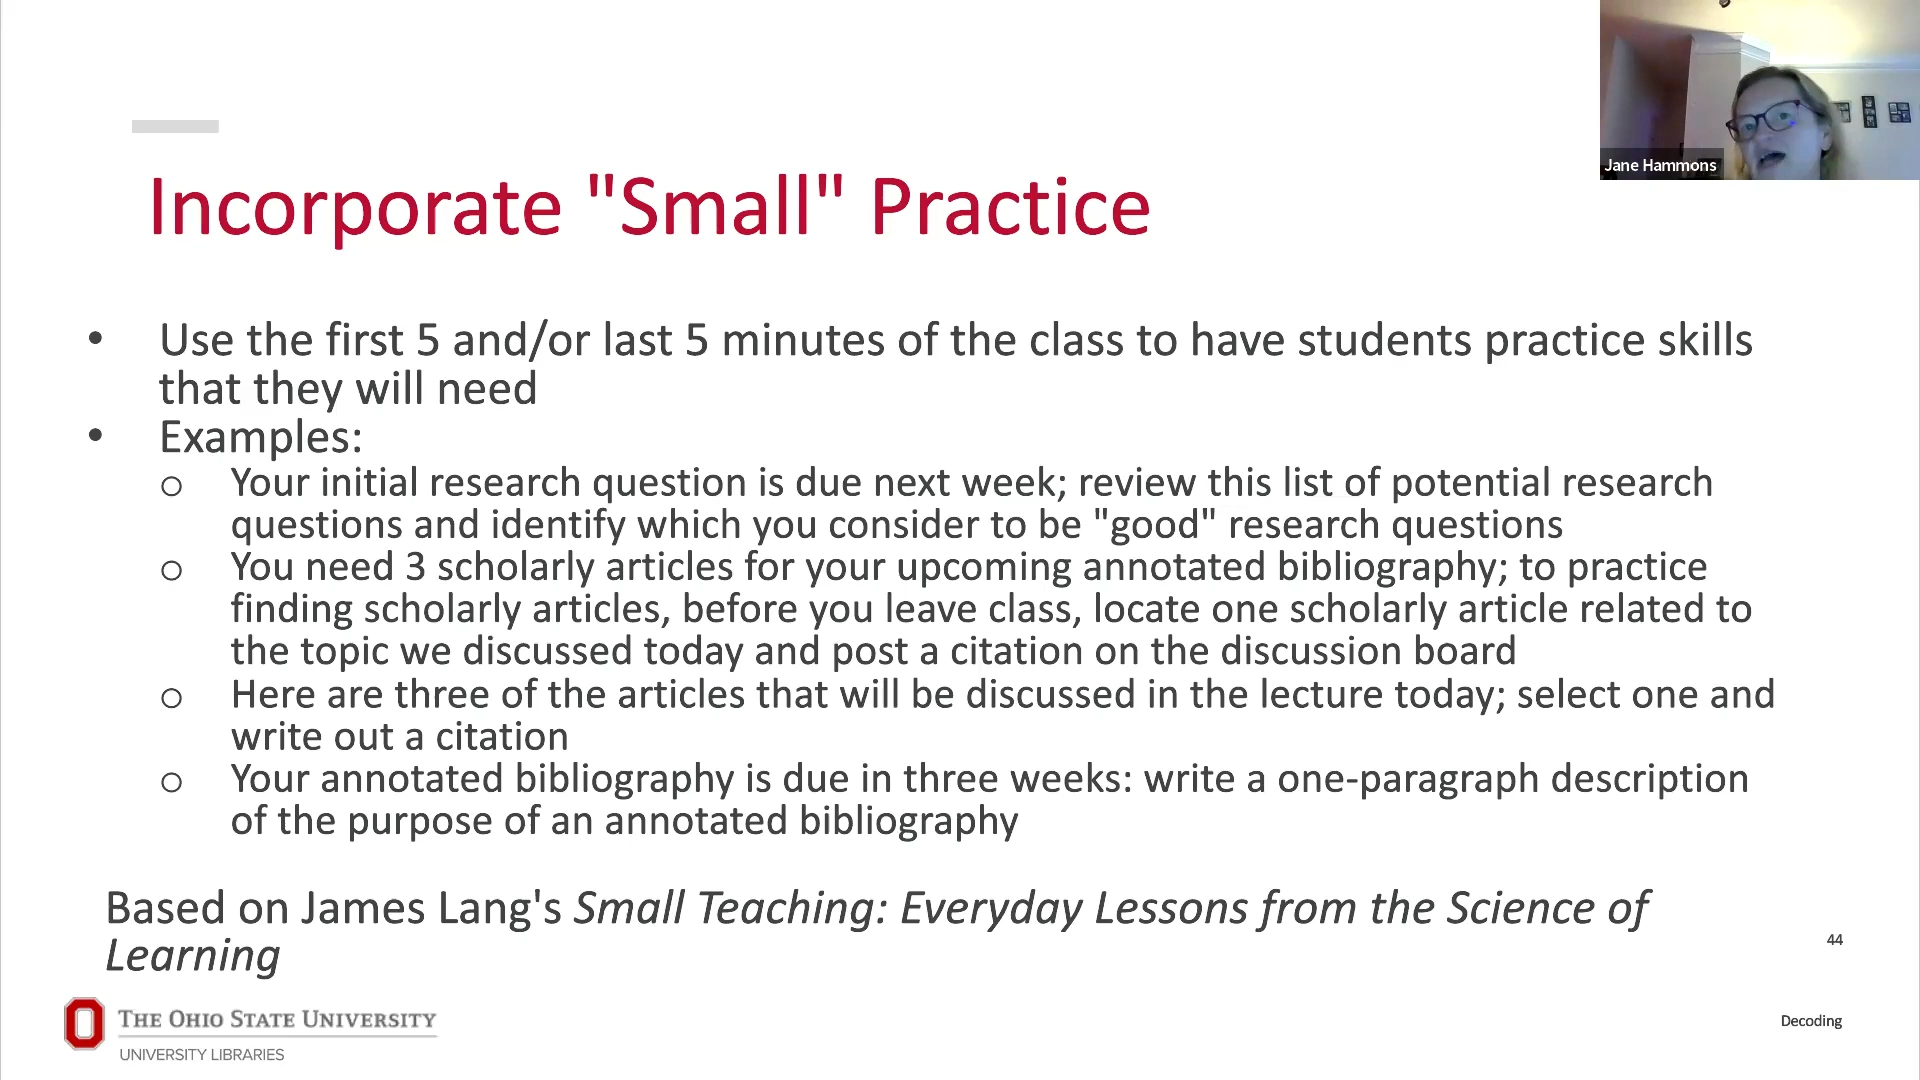 Jane Hammons
Incorporate "Small" Practice
• Use the first 5 and/or last 5 minutes of the class to have students practice skills
that they will need
• Examples:
o Your initial research question is due next week; review this list of potential research
questions and identify which you consider to be "good" research questions
o You need 3 scholarly articles for your upcoming annotated bibliography; to practice
finding scholarly articles, before you leave class, locate one scholarly article related to
the topic we discussed today and post a citation on the discussion board
o Here are three of the articles that will be discussed in the lecture today; select one and
write out a citation
o Your annotated bibliography is due in three weeks: write a one-paragraph description
of the purpose of an annotated bibliography
Based on James Lang's Small Teaching: Everyday Lessons from the Science of
Learning
44
THE OHIO STATE UNIVERSITY
UNIVERSITY LIBRARIES
Decoding